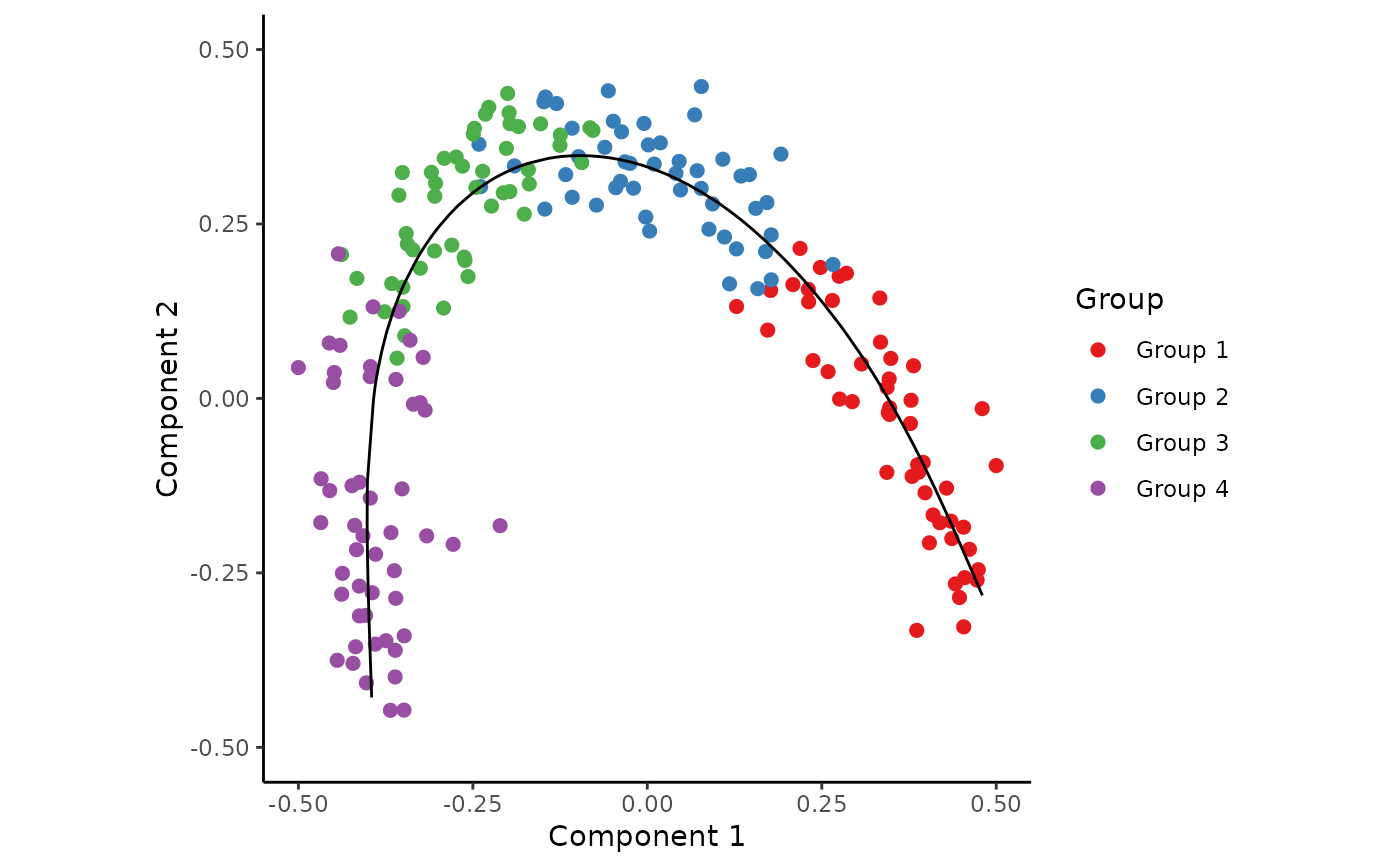 0.50
0.25
0.00
-0.25
-0.50
Component 2
-0.50 -0.25 0.00 0.25 0.50
Component 1
Group
Group 1
Group 2
Group 3
Group 4